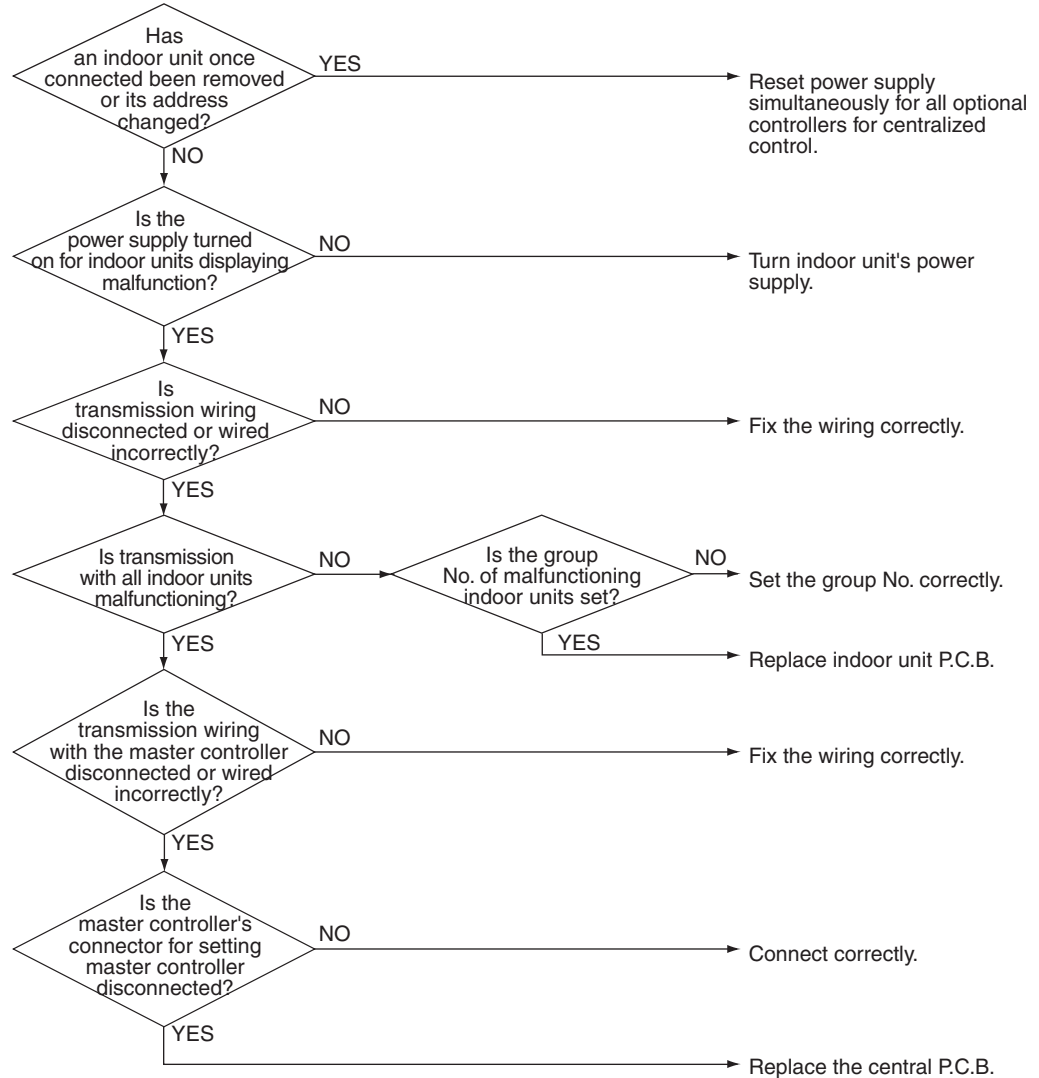 Has
an indoor unit once
connected been removed
or its address
changed?
YES
Reset power supply
simultaneously for all optional
controllers for centralized
control.
NO
Is the
power supply turned
on for indoor units displaying
malfunction?
NO
Turn indoor unit's power
supply.
YES
Is
transmission wiring
disconnected or wired
incorrectly?
NO
Fix the wiring correctly.
YES
Is transmission
with all indoor units
malfunctioning?
NO
Is the group
No. of malfunctioning
indoor units set?
NO
Set the group No. correctly.
YES
Replace indoor unit P.C.B.
YES
Is the
transmission wiring
with the master controller
disconnected or wired
incorrectly?
NO
Fix the wiring correctly.
YES
Is the
master controller's
connector for setting
master controller
disconnected?
NO
Connect correctly.
YES
Replace the central P.C.B.